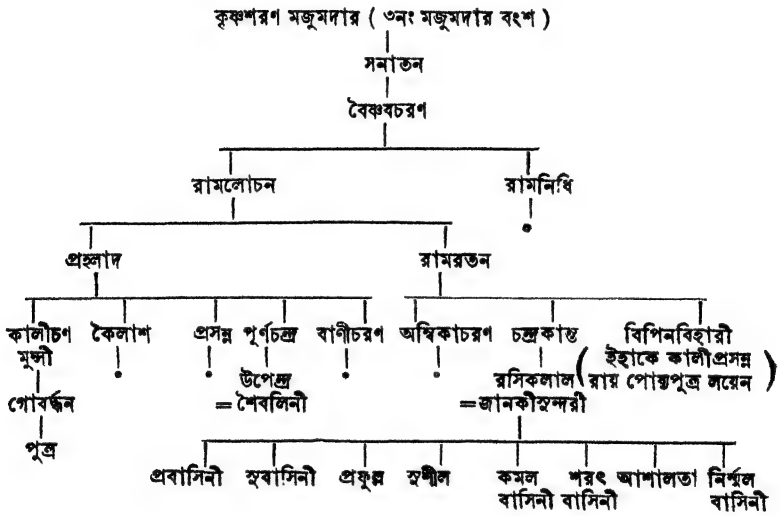 কৃষ্ণশরণ মজুমদার ( ৩নং মজুমদার বংশ )
সনাতন
বৈষ্ণবচরণ
রামলোচন রামনিধি
প্রহ্লাদ রামরতন
কালীচণ কৈলাশ প্রসন্ন পূর্ণচন্দ্র বাণীচরণ অম্বিকাচরণ চন্দ্রকান্ত বিপিনবিহারী
মুন্সী ( ইহাকে কালীপ্রসন্ন
উপেন্দ্র রসিকলাল রায় পোষ্যপুত্র লয়েন )
গোবর্দ্ধন = শৈবলিনী =জানকীসুন্দরী
পুত্র
প্রবাসিনী সুবাসিনী প্রফুল্ল সুশীল কমল শরৎ আশালতা নির্ম্মল
বাসিনী বাসিনী বাসিনী